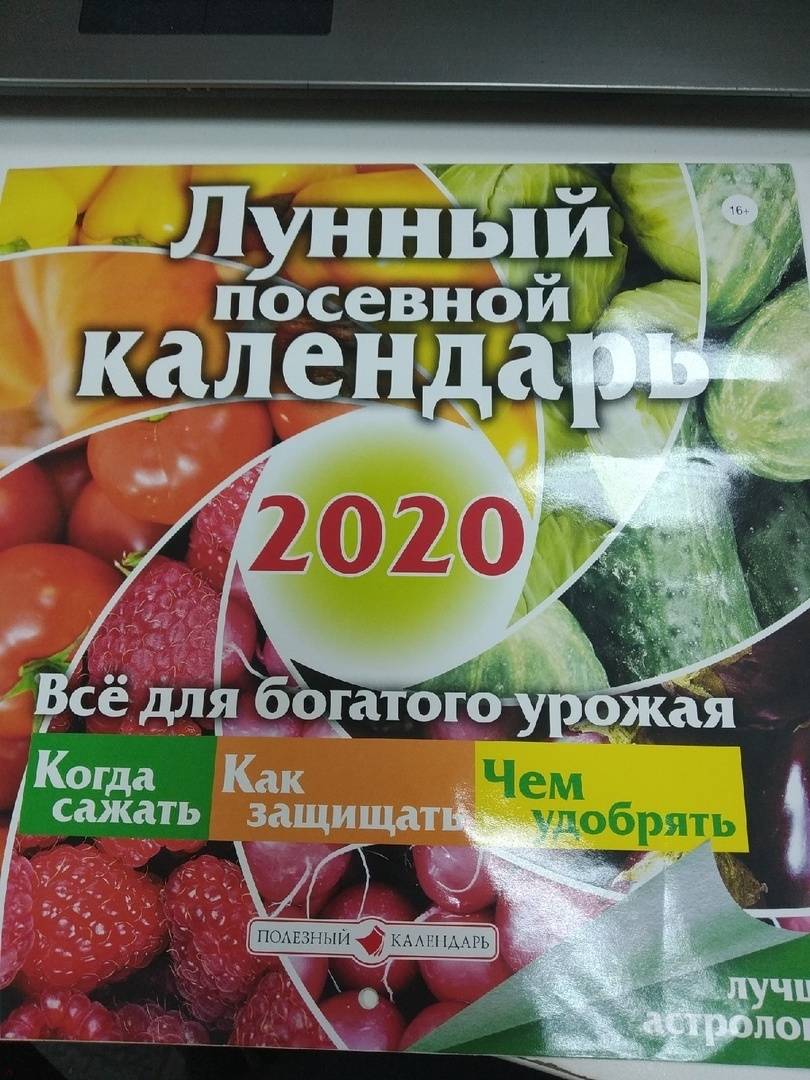 16+
Лунный
посевной
календарь
2020
Всё для богатого урожая
Когда
сажать
Как
защищать
Чем
удобрять
ПОЛЕЗНЫЙ КАЛЕНДАРЬ